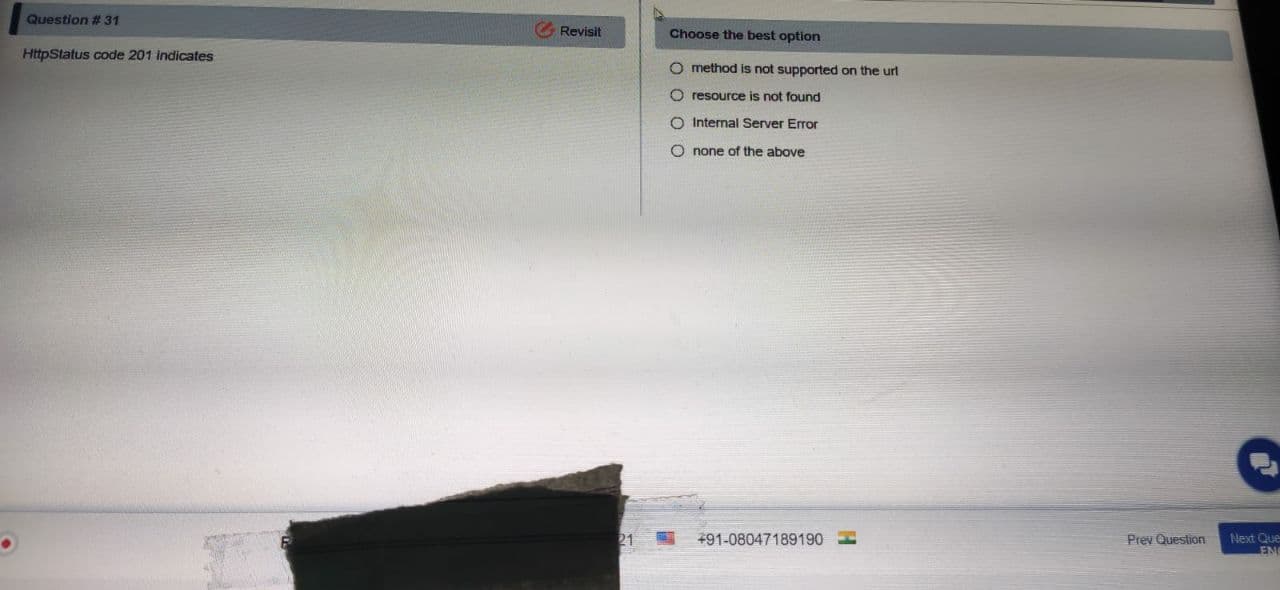 Question # 31
Revisit
HttpStatus code 201 indicates
Choose the best option
method is not supported on the url
resource is not found
Internal Server Error
none of the above
21
+91-08047189190
Prev Question
Next Que